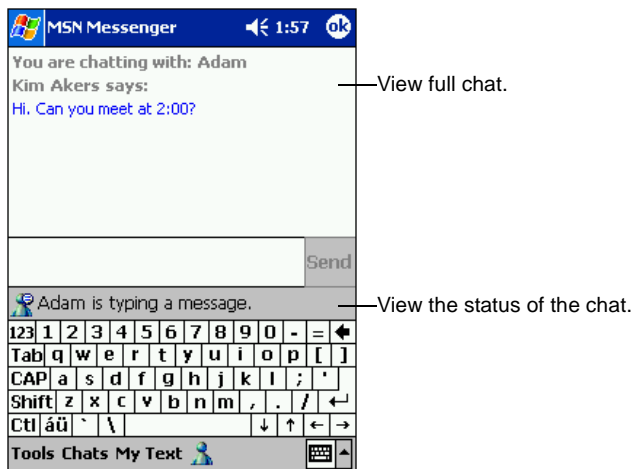 MSN Messenger 1:57 ok
You are chatting with: Adam
Kim Akers says:
Hi. Can you meet at 2:00?
View full chat.
Send
Adam is typing a message.
View the status of the chat.
123 1 2 3 4 5 6 7 8 9 0 - = 🡄
Tab q w e r t y u i o p [ ]
CAP a s d f g h j k l ; '
Shift z x c v b n m , . / ↵
Ctl áü ` \ ↓ ↑ ← →
Tools Chats My Text